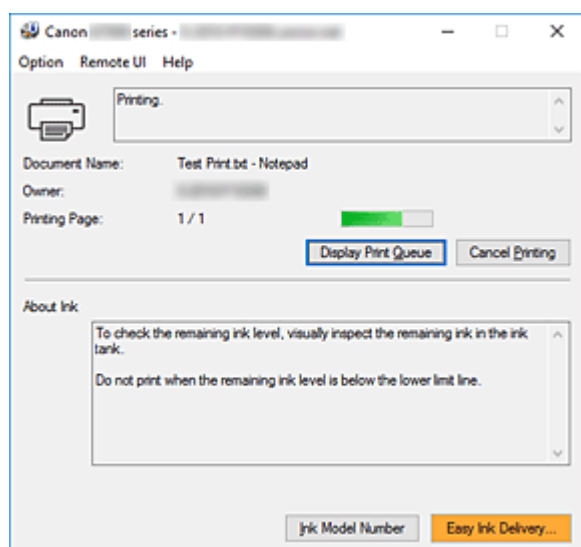 Canon series -
Option Remote UI Help
Printing.
Document Name: Test Print.txt - Notepad
Owner:
Printing Page: 1 / 1
Display Print Queue Cancel Printing
About Ink
To check the remaining ink level, visually inspect the remaining ink in the ink
tank.
Do not print when the remaining ink level is below the lower limit line.
Ink Model Number Easy Ink Delivery...